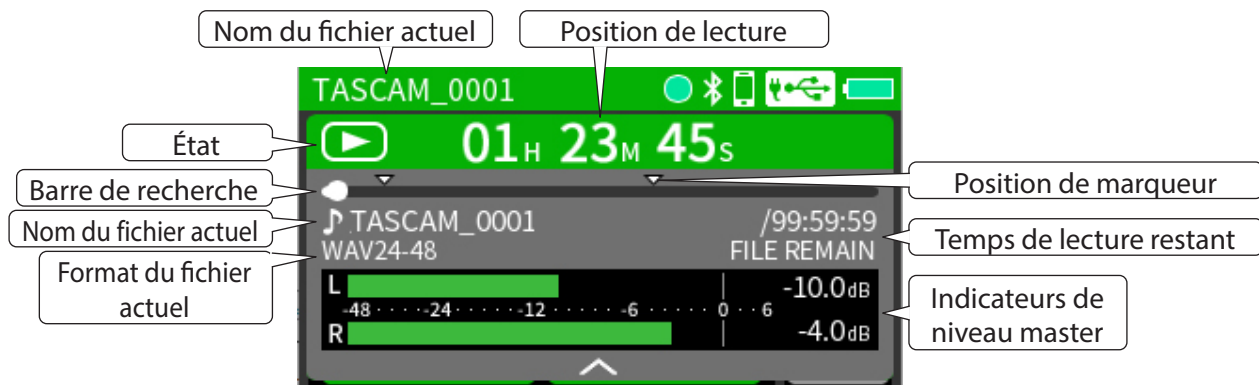 Nom du fichier actuel
Position de lecture
TASCAM_0001
État
01H 23M 45S
Barre de recherche
Position de marqueur
Nom du fichier actuel
TASCAM_0001
/99:59:59
Temps de lecture restant
Format du fichier
actuel
WAV24-48
FILE REMAIN
L
-10.0dB
-48 · · · · -24 · · · · · -12 · · · · · -6 · · · · · 0 · · 6
R
-4.0dB
Indicateurs de
niveau master